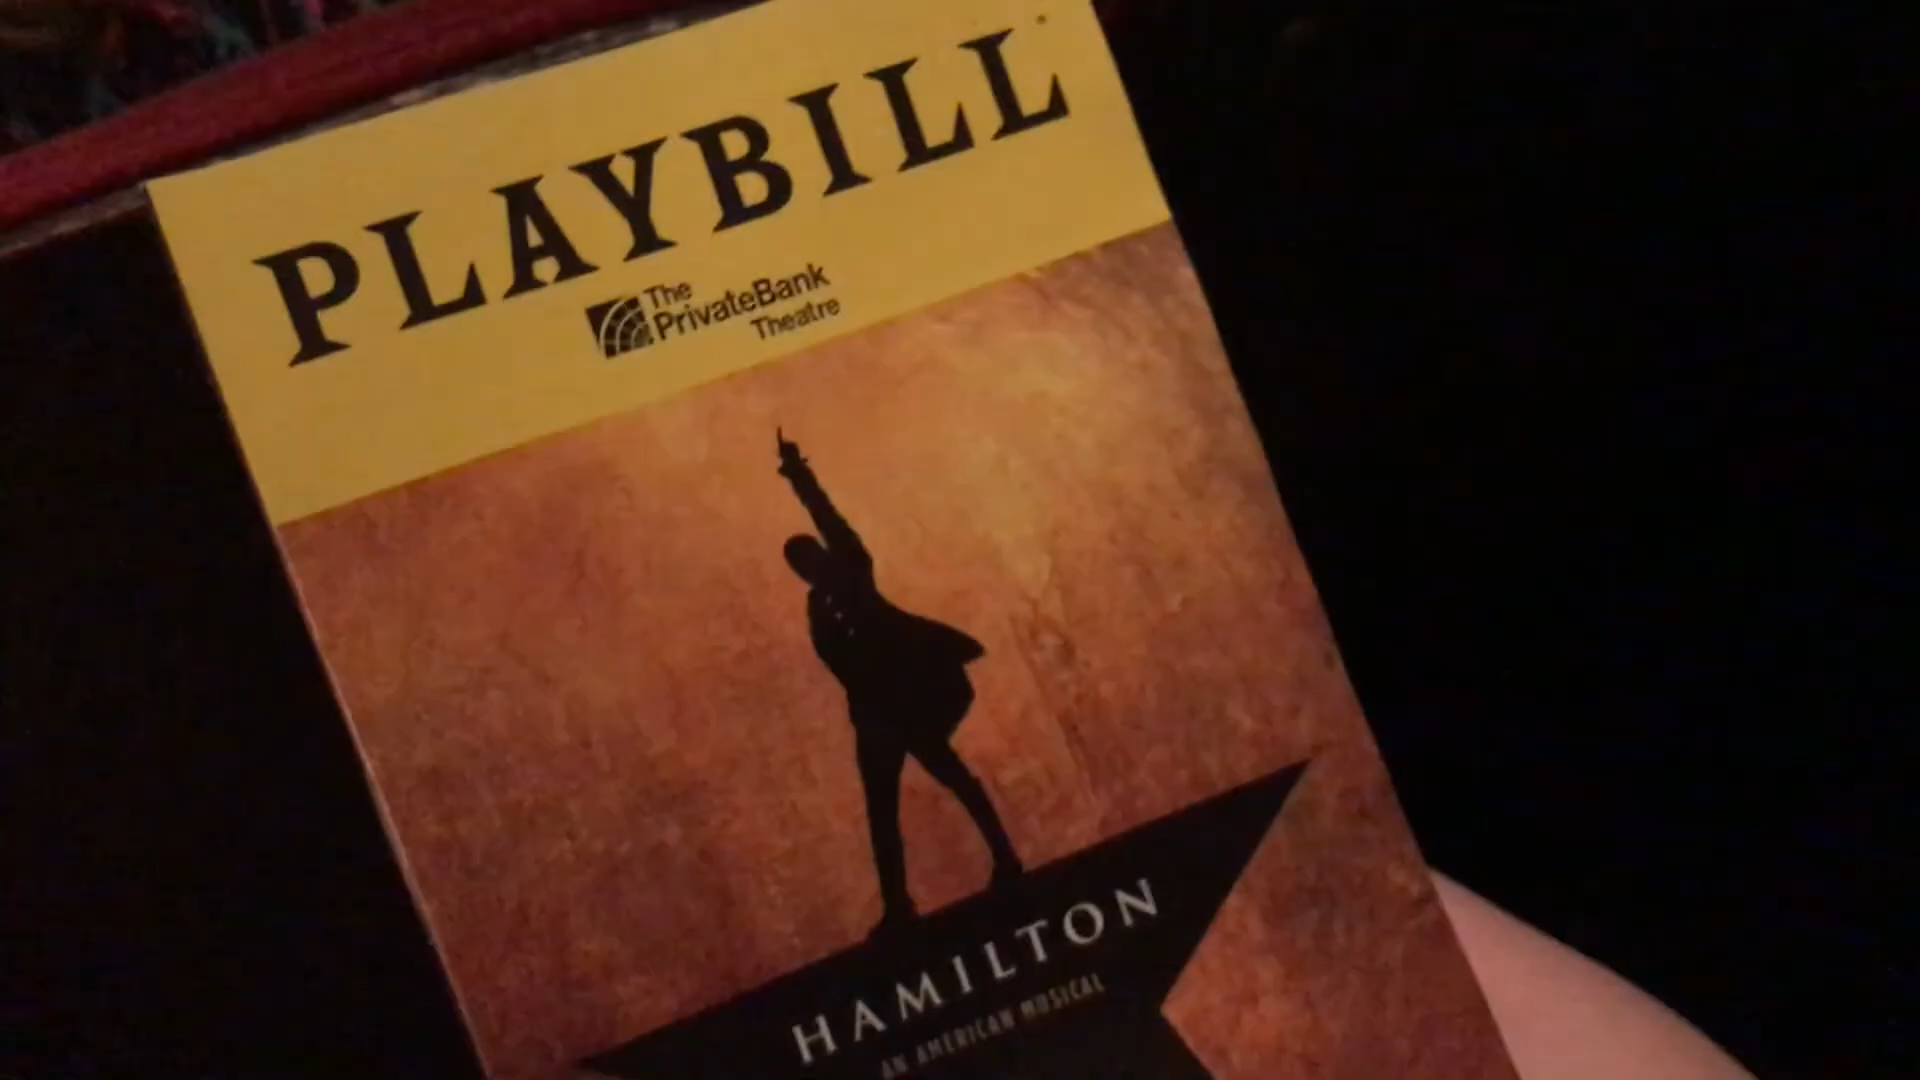 PLAYBILL
The
PrivateBank
Theatre
HAMILTON
AN AMERICAN MUSICAL